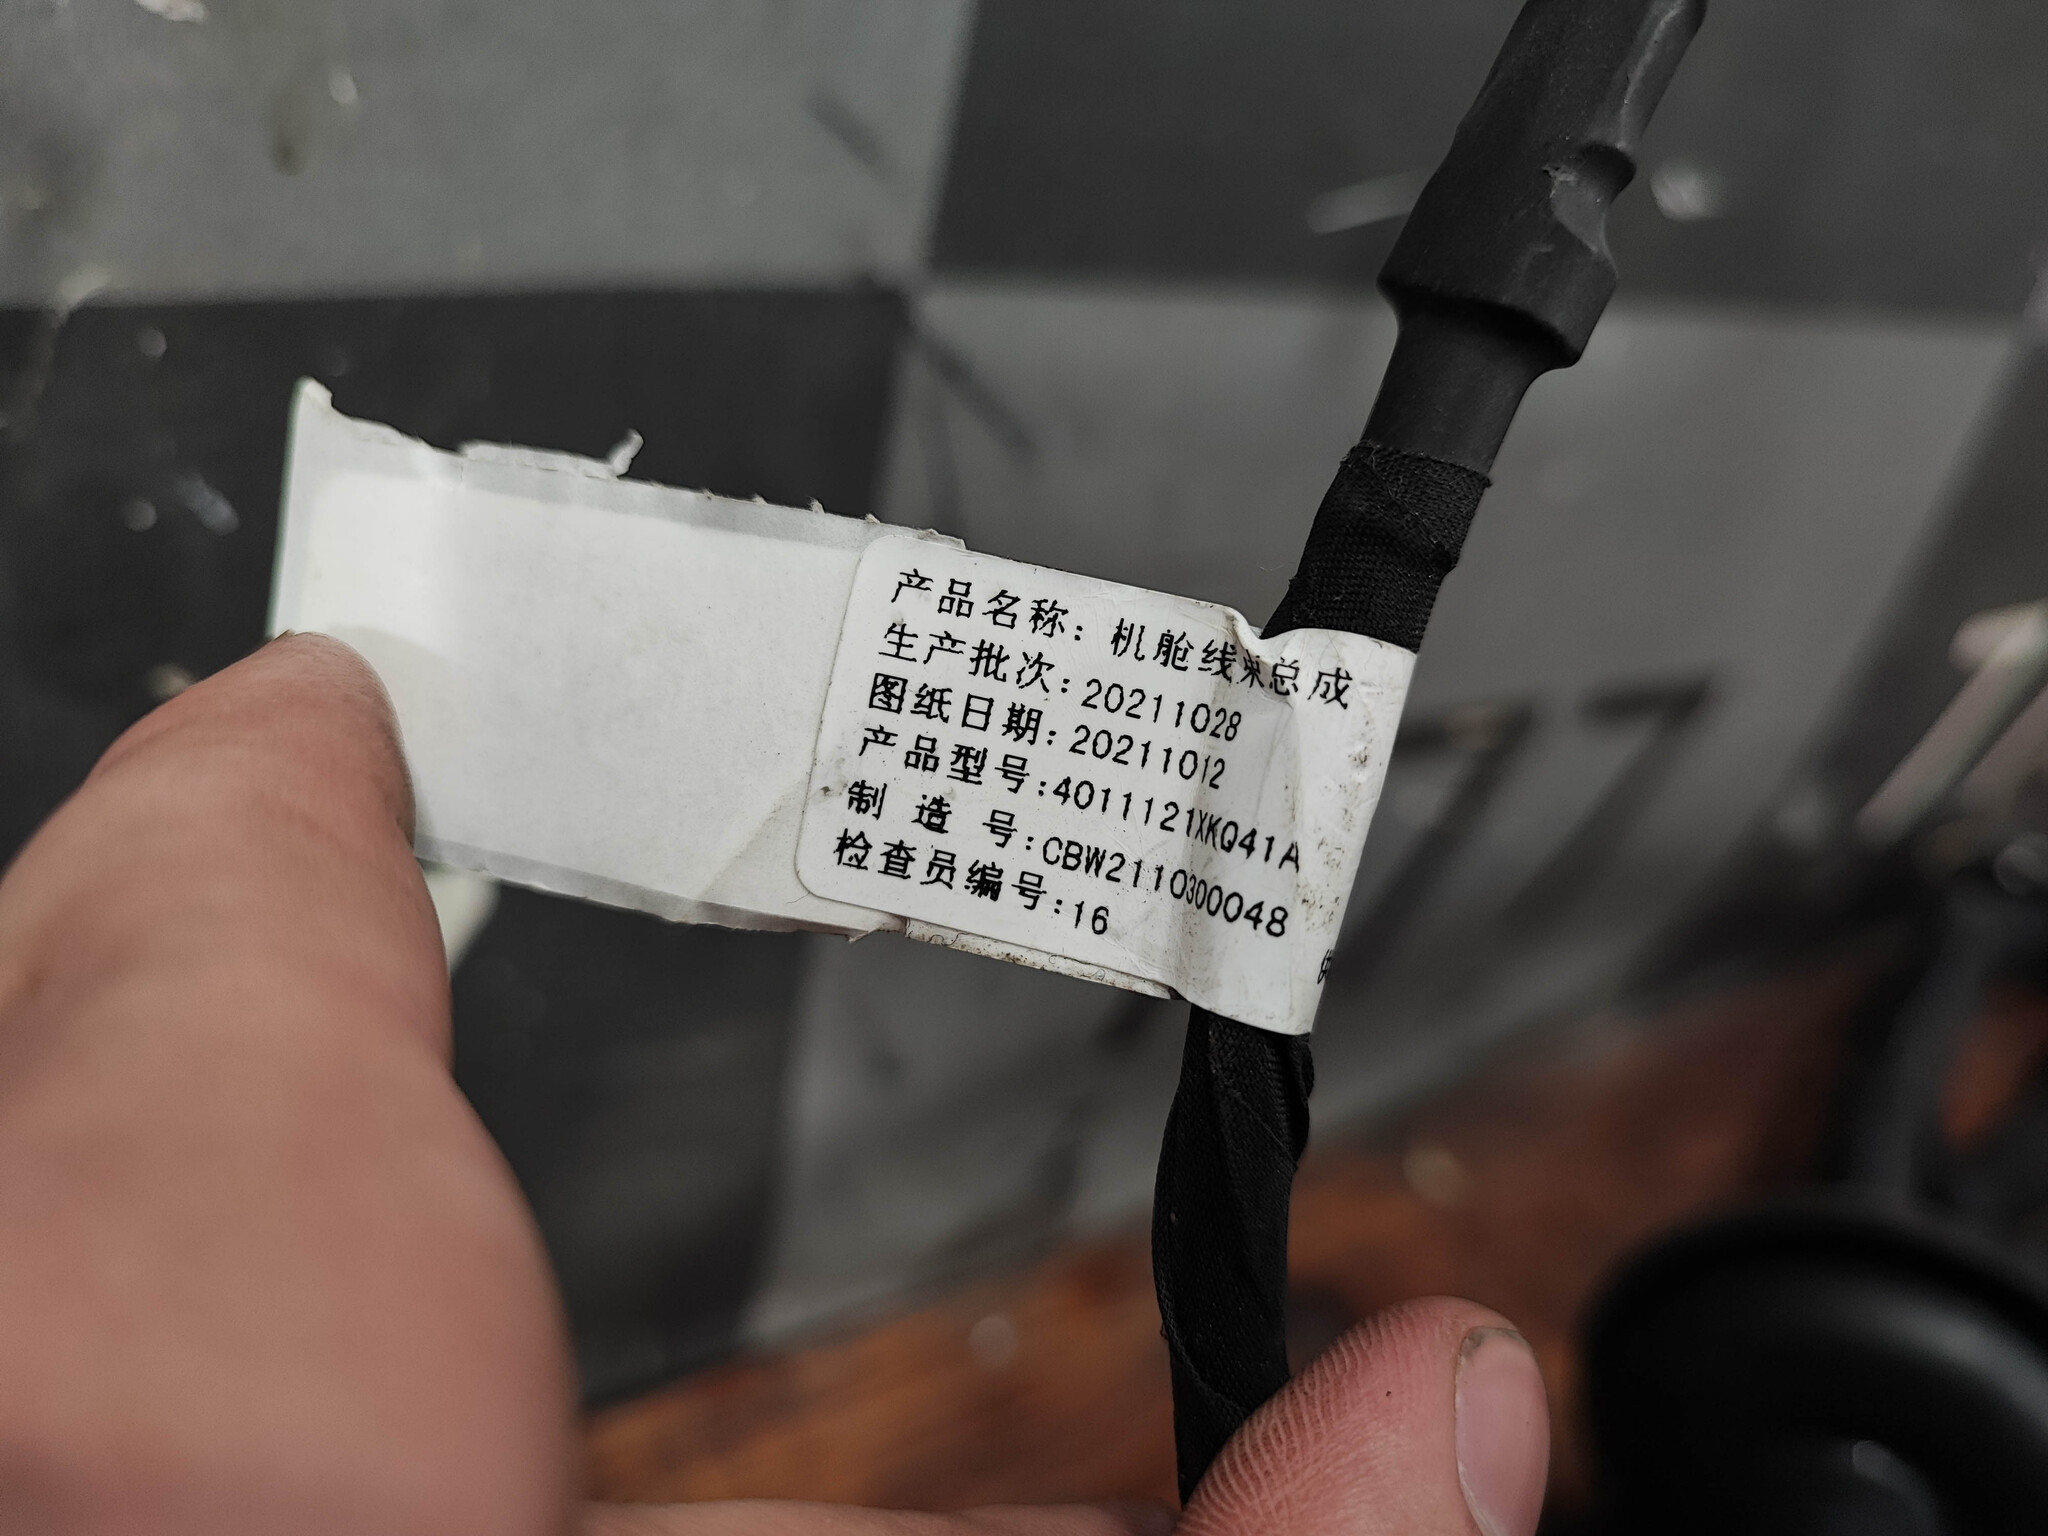 产品名称：机舱线束总成
生产批次：20211028
图纸日期：20211012
产品型号：4011121XKQ41A
制 造 号：CBW2110300048
检查员编号：16